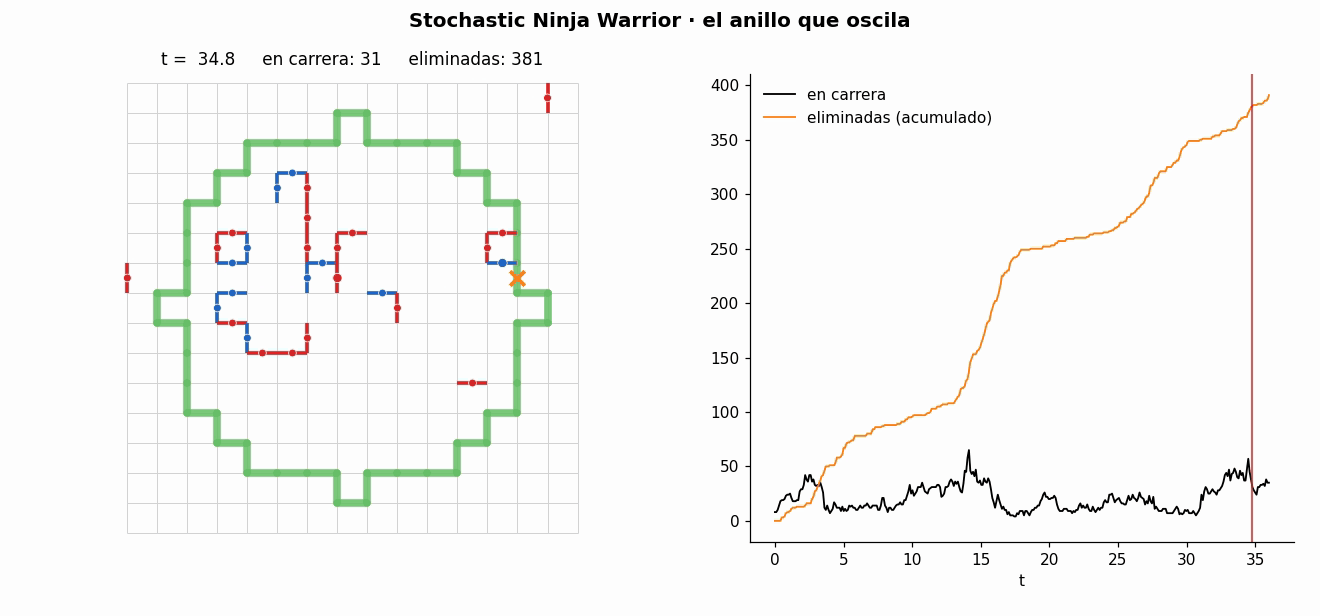 Stochastic Ninja Warrior · el anillo que oscila
t =  34.8     en carrera: 31     eliminadas: 381
en carrera
eliminadas (acumulado)
400
350
300
250
200
150
100
50
0
0 5 10 15 20 25 30 35
t